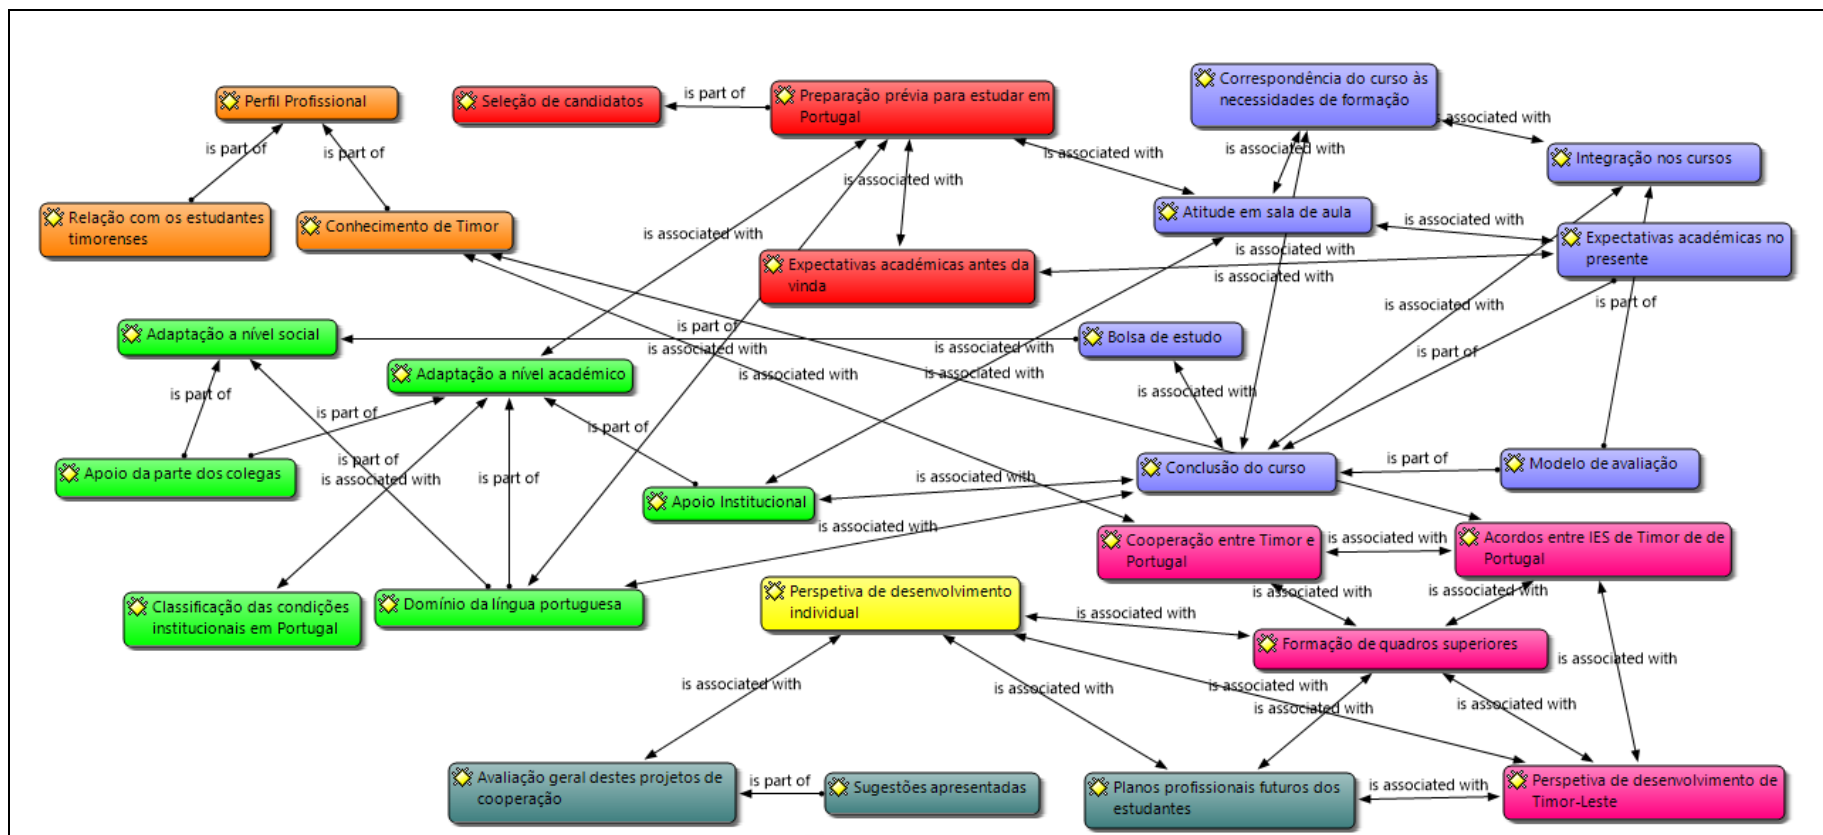 Correspondência do curso às
necessidades de formação
Perfil Profissional
Seleção de candidatos
is part of
Preparação prévia para estudar em
Portugal
is associated with
is part of
is part of
is associated with
is associated with
Integração nos cursos
is associated with
Relação com os estudantes
timorenses
Conhecimento de Timor
is associated with
Atitude em sala de aula
is associated with
Expectativas académicas no
presente
is associated with
Expectativas académicas antes da
vinda
is associated with
is part of
is associated with
Adaptação a nível social
is part of
Bolsa de estudo
is associated with
is associated with
is part of
Adaptação a nível académico
is associated with
is associated with
is part of
is associated with
is part of
is part of
Apoio da parte dos colegas
is part of
is associated with
is part of
Apoio Institucional
is associated with
Conclusão do curso
is part of
Modelo de avaliação
is associated with
Cooperação entre Timor e
Portugal
is associated with
Acordos entre IES de Timor de de
Portugal
Classificação das condições
institucionais em Portugal
Domínio da língua portuguesa
Perspetiva de desenvolvimento
individual
is associated with
is associated with
is associated with
Formação de quadros superiores
is associated with
is associated with
is associated with
is associated with
is associated with
is associated with
Avaliação geral destes projetos de
cooperação
is part of
Sugestões apresentadas
Planos profissionais futuros dos
estudantes
is associated with
Perspetiva de desenvolvimento de
Timor-Leste